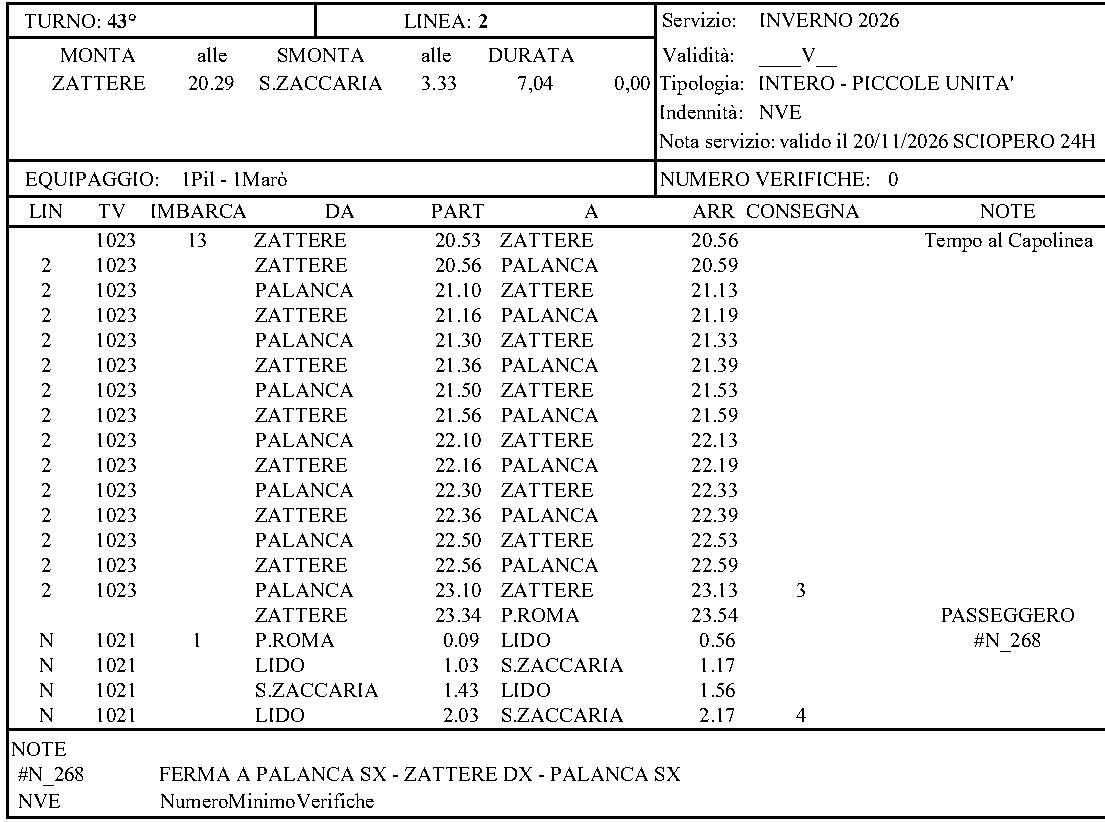 TURNO: 43° LINEA: 2 Servizio: INVERNO 2026
MONTA alle SMONTA alle DURATA Validità: ____V__
ZATTERE 20.29 S.ZACCARIA 3.33 7,04 0,00 Tipologia: INTERO - PICCOLE UNITA'
Indennità: NVE
Nota servizio: valido il 20/11/2026 SCIOPERO 24H
EQUIPAGGIO: 1Pil - 1Marò NUMERO VERIFICHE: 0
LIN TV IMBARCA DA PART A ARR CONSEGNA NOTE
1023 13 ZATTERE 20.53 ZATTERE 20.56 Tempo al Capolinea
2 1023 ZATTERE 20.56 PALANCA 20.59
2 1023 PALANCA 21.10 ZATTERE 21.13
2 1023 ZATTERE 21.16 PALANCA 21.19
2 1023 PALANCA 21.30 ZATTERE 21.33
2 1023 ZATTERE 21.36 PALANCA 21.39
2 1023 PALANCA 21.50 ZATTERE 21.53
2 1023 ZATTERE 21.56 PALANCA 21.59
2 1023 PALANCA 22.10 ZATTERE 22.13
2 1023 ZATTERE 22.16 PALANCA 22.19
2 1023 PALANCA 22.30 ZATTERE 22.33
2 1023 ZATTERE 22.36 PALANCA 22.39
2 1023 PALANCA 22.50 ZATTERE 22.53
2 1023 ZATTERE 22.56 PALANCA 22.59
2 1023 PALANCA 23.10 ZATTERE 23.13 3
ZATTERE 23.34 P.ROMA 23.54 PASSEGGERO
N 1021 1 P.ROMA 0.09 LIDO 0.56 #N_268
N 1021 LIDO 1.03 S.ZACCARIA 1.17
N 1021 S.ZACCARIA 1.43 LIDO 1.56
N 1021 LIDO 2.03 S.ZACCARIA 2.17 4
NOTE
#N_268 FERMA A PALANCA SX - ZATTERE DX - PALANCA SX
NVE NumeroMinimoVerifiche